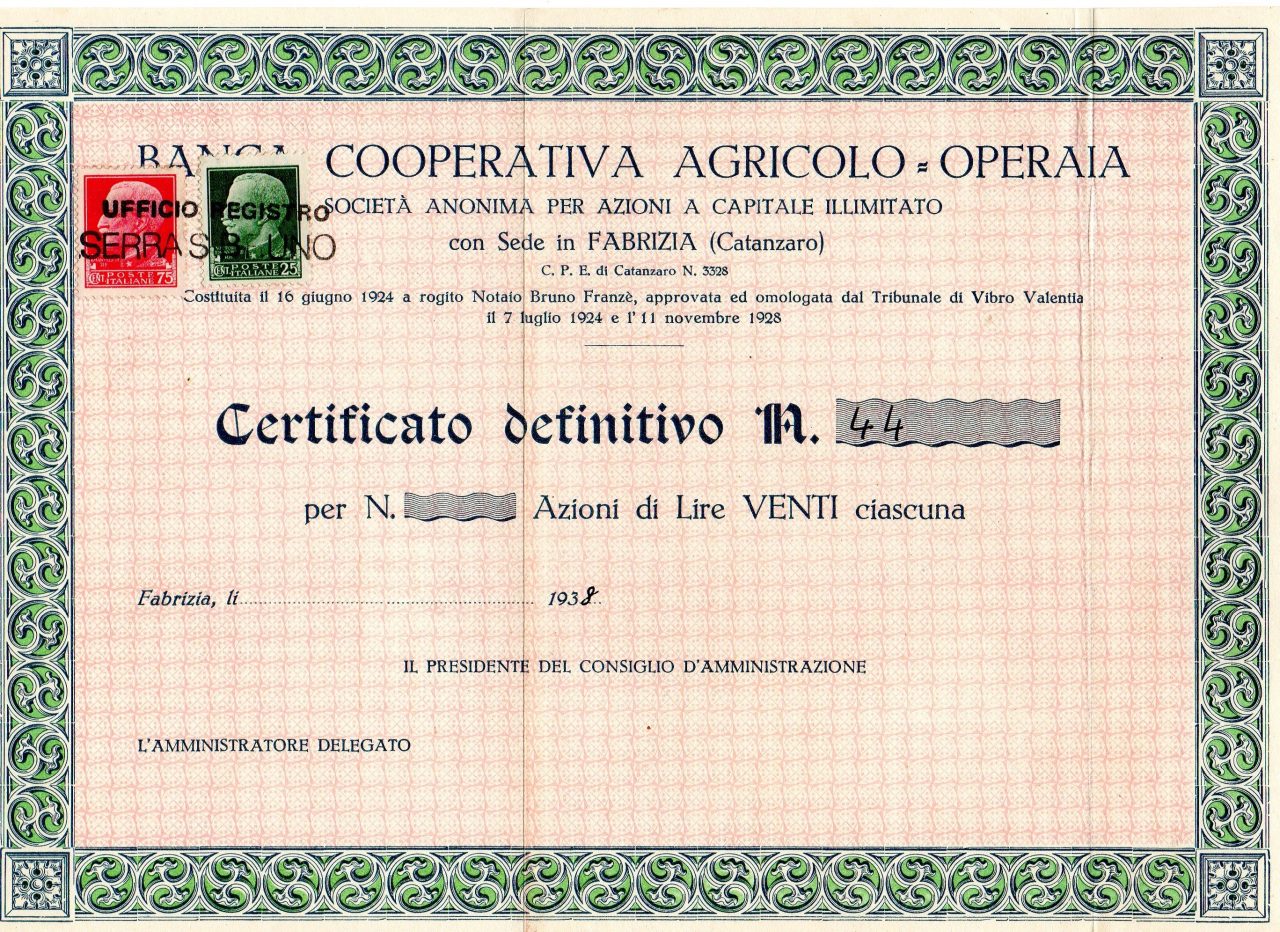 BANCA COOPERATIVA AGRICOLO=OPERAIA
SOCIETÀ ANONIMA PER AZIONI A CAPITALE ILLIMITATO
con Sede in FABRIZIA (Catanzaro)
C. P. E. di Catanzaro N. 3328
Costituita il 16 giugno 1924 a rogito Notaio Bruno Franzè, approvata ed omologata dal Tribunale di Vibro Valentia
il 7 luglio 1924 e l'11 novembre 1928
UFFICIO REGISTRO
SERRA S. B.
CENT. POSTE ITALIANE 75
CENT. POSTE ITALIANE 25
Certificato definitivo N. 44
per N. Azioni di Lire VENTI ciascuna
Fabrizia, lì 1938
IL PRESIDENTE DEL CONSIGLIO D'AMMINISTRAZIONE
L'AMMINISTRATORE DELEGATO